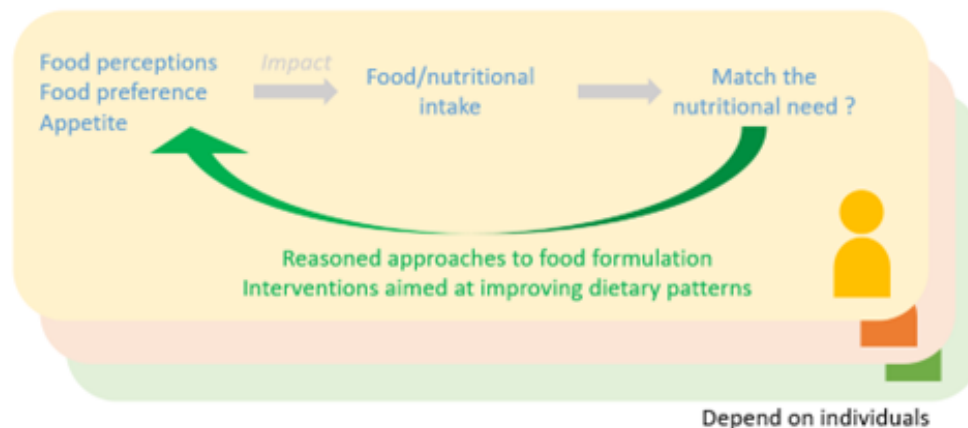 Food perceptions
Food preference
Appetite
Impact
Food/nutritional
intake
Match the
nutritional need ?
Reasoned approaches to food formulation
Interventions aimed at improving dietary patterns
Depend on individuals